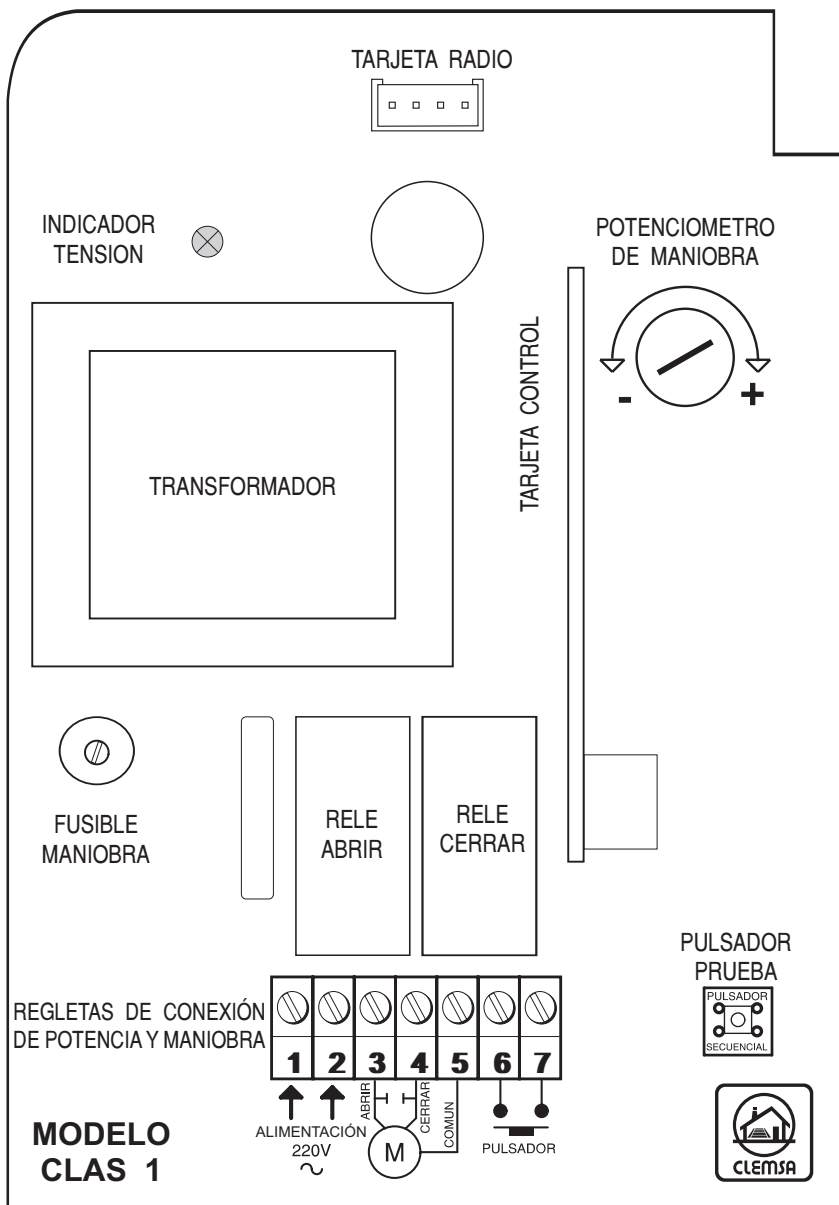 TARJETA RADIO
INDICADOR
TENSION
POTENCIOMETRO
DE MANIOBRA
- +
TARJETA CONTROL
TRANSFORMADOR
FUSIBLE
MANIOBRA
RELE
ABRIR
RELE
CERRAR
PULSADOR
PRUEBA
PULSADOR
SECUENCIAL
REGLETAS DE CONEXIÓN
DE POTENCIA Y MANIOBRA
1 2 3 4 5 6 7
ALIMENTACIÓN
220V
ABRIR
CERRAR
COMUN
M
PULSADOR
MODELO
CLAS 1
CLEMSA